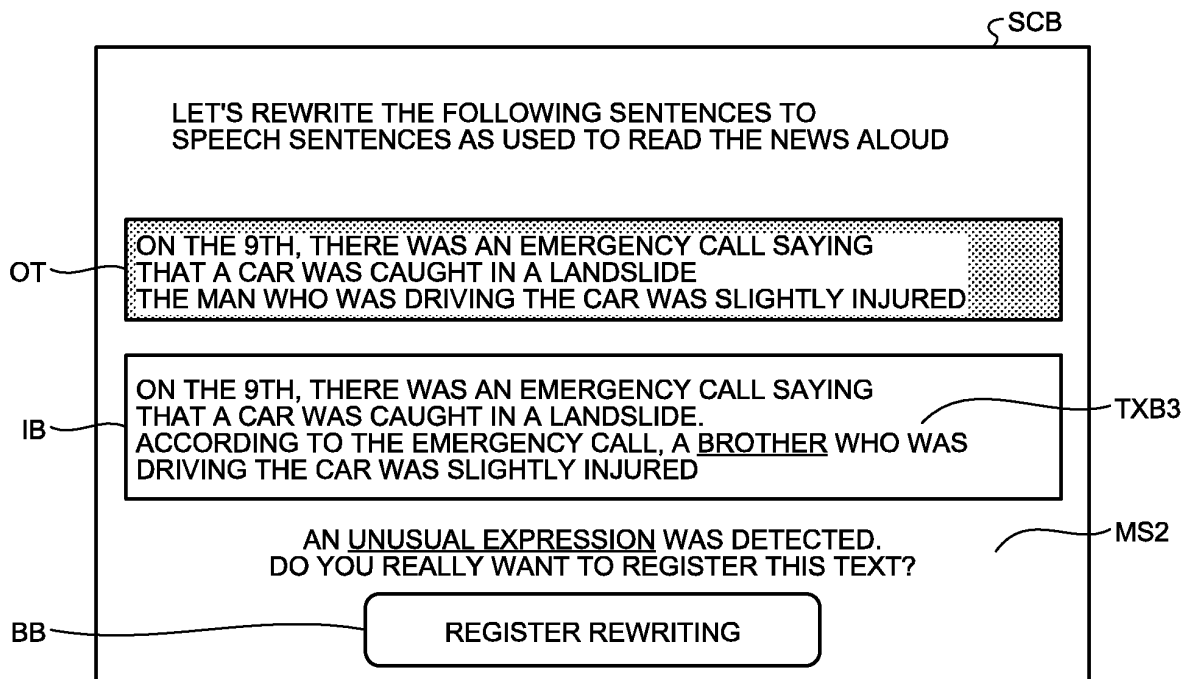 SCB
LET'S REWRITE THE FOLLOWING SENTENCES TO
SPEECH SENTENCES AS USED TO READ THE NEWS ALOUD
OT
ON THE 9TH, THERE WAS AN EMERGENCY CALL SAYING
THAT A CAR WAS CAUGHT IN A LANDSLIDE
THE MAN WHO WAS DRIVING THE CAR WAS SLIGHTLY INJURED
IB
ON THE 9TH, THERE WAS AN EMERGENCY CALL SAYING
THAT A CAR WAS CAUGHT IN A LANDSLIDE.
ACCORDING TO THE EMERGENCY CALL, A BROTHER WHO WAS
DRIVING THE CAR WAS SLIGHTLY INJURED
TXB3
AN UNUSUAL EXPRESSION WAS DETECTED.
DO YOU REALLY WANT TO REGISTER THIS TEXT?
MS2
BB
REGISTER REWRITING